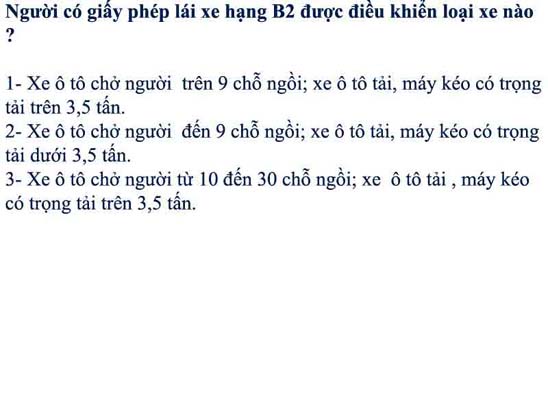 Người có giấy phép lái xe hạng B2 được điều khiển loại xe nào
?
1- Xe ô tô chở người trên 9 chỗ ngồi; xe ô tô tải, máy kéo có trọng
tải trên 3,5 tấn.
2- Xe ô tô chở người đến 9 chỗ ngồi; xe ô tô tải, máy kéo có trọng
tải dưới 3,5 tấn.
3- Xe ô tô chở người từ 10 đến 30 chỗ ngồi; xe ô tô tải , máy kéo
có trọng tải trên 3,5 tấn.